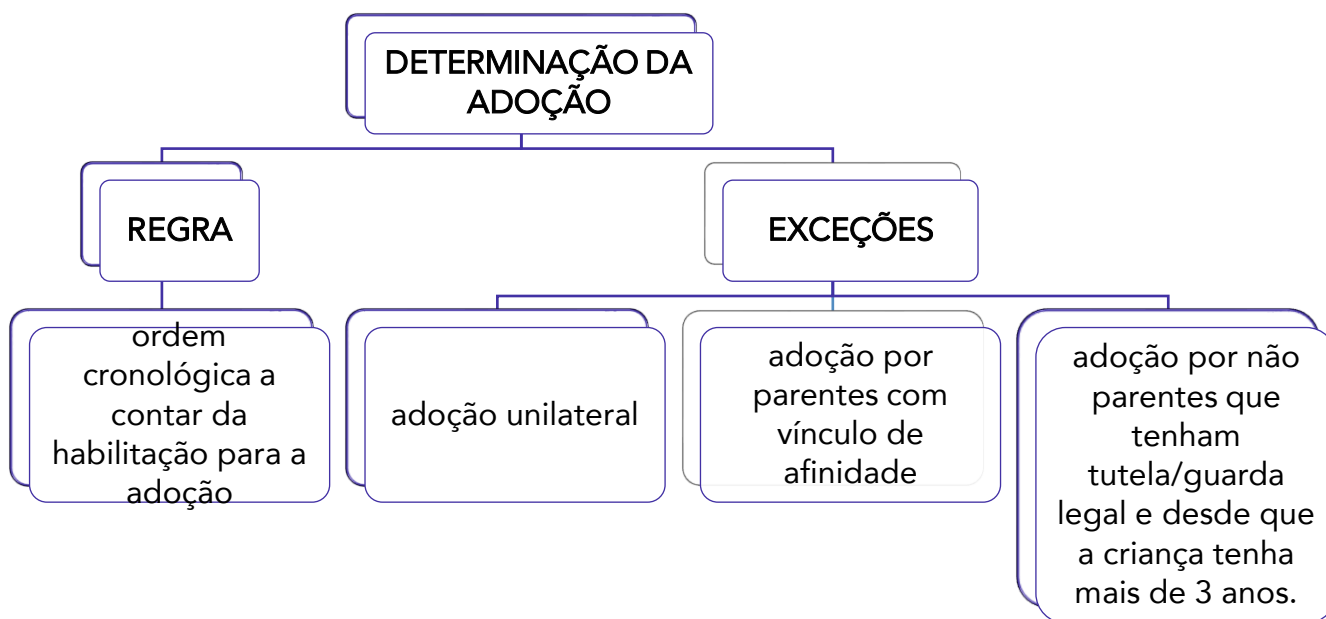 DETERMINAÇÃO DA
ADOÇÃO
REGRA
EXCEÇÕES
ordem
cronológica a
contar da
habilitação para a
adoção
adoção unilateral
adoção por
parentes com
vínculo de
afinidade
adoção por não
parentes que
tenham
tutela/guarda
legal e desde que
a criança tenha
mais de 3 anos.